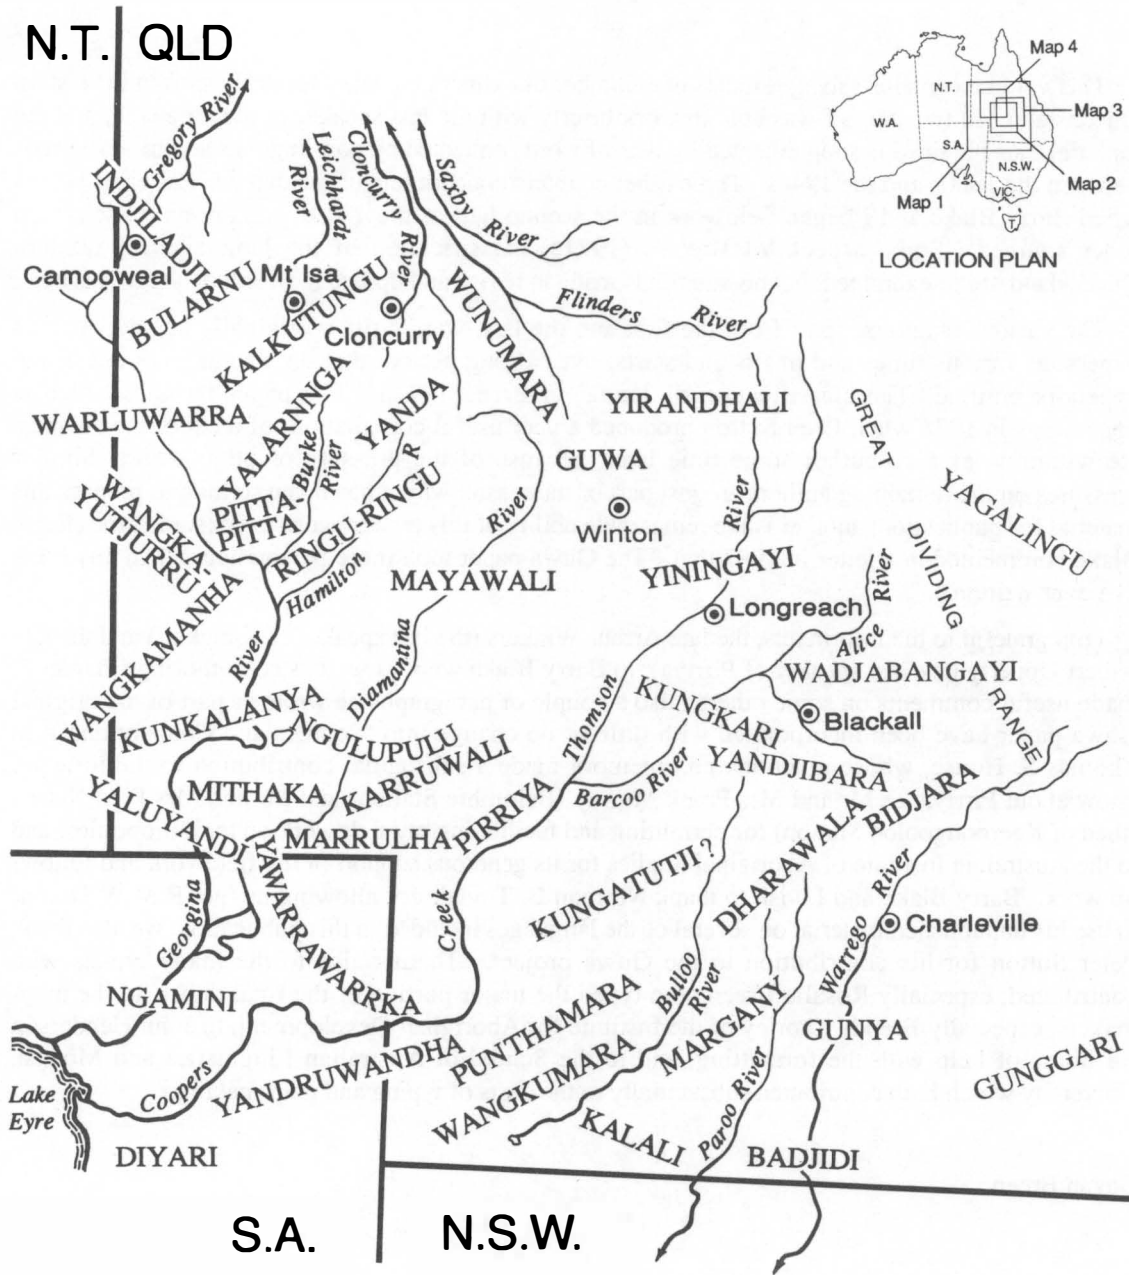 N.T. QLD
Map 4
N.T.
Map 3
W.A.
S.A.
N.S.W.
Map 2
VIC.
Map 1
T
LOCATION PLAN
Gregory River
Leichhardt River
Cloncurry River
Saxby River
INDJILADJI
Camooweal
BULARNU
Mt Isa
KALKUTUNGU
Cloncurry
WUNUMARA
Flinders River
WARLUWARRA
YALARNNGA
YANDA
YIRANDHALI
GREAT DIVIDING RANGE
Burke River
PITTA
PITTA
R.
GUWA
Winton
River
YAGALINGU
WANGKA-
YUTJURRU
RINGU RINGU
River
Hamilton
WANGKAMANHA
MAYAWALI
YININGAYI
Longreach
Alice River
River
Diamantina
WADJABANGAYI
KUNKALANYA
NGULUPULU
Thomson
KUNGKARI
Blackall
KARRUWALI
MITHAKA
Barcoo River
YANDJIBARA
BIDJARA
YALUYANDI
MARRULHA
PIRRIYA
KUNGATUTJI ?
DHARAWALA
YAWARRAWARRKA
Creek
Georgina
Warrego River
Charleville
NGAMINI
Bulloo River
PUNTHAMARA
GUNYA
Lake
Eyre
Coopers
YANDRUWANDHA
WANGKUMARA
MARGANY
GUNGGARI
KALALI
Paroo River
DIYARI
BADJIDI
S.A.
N.S.W.